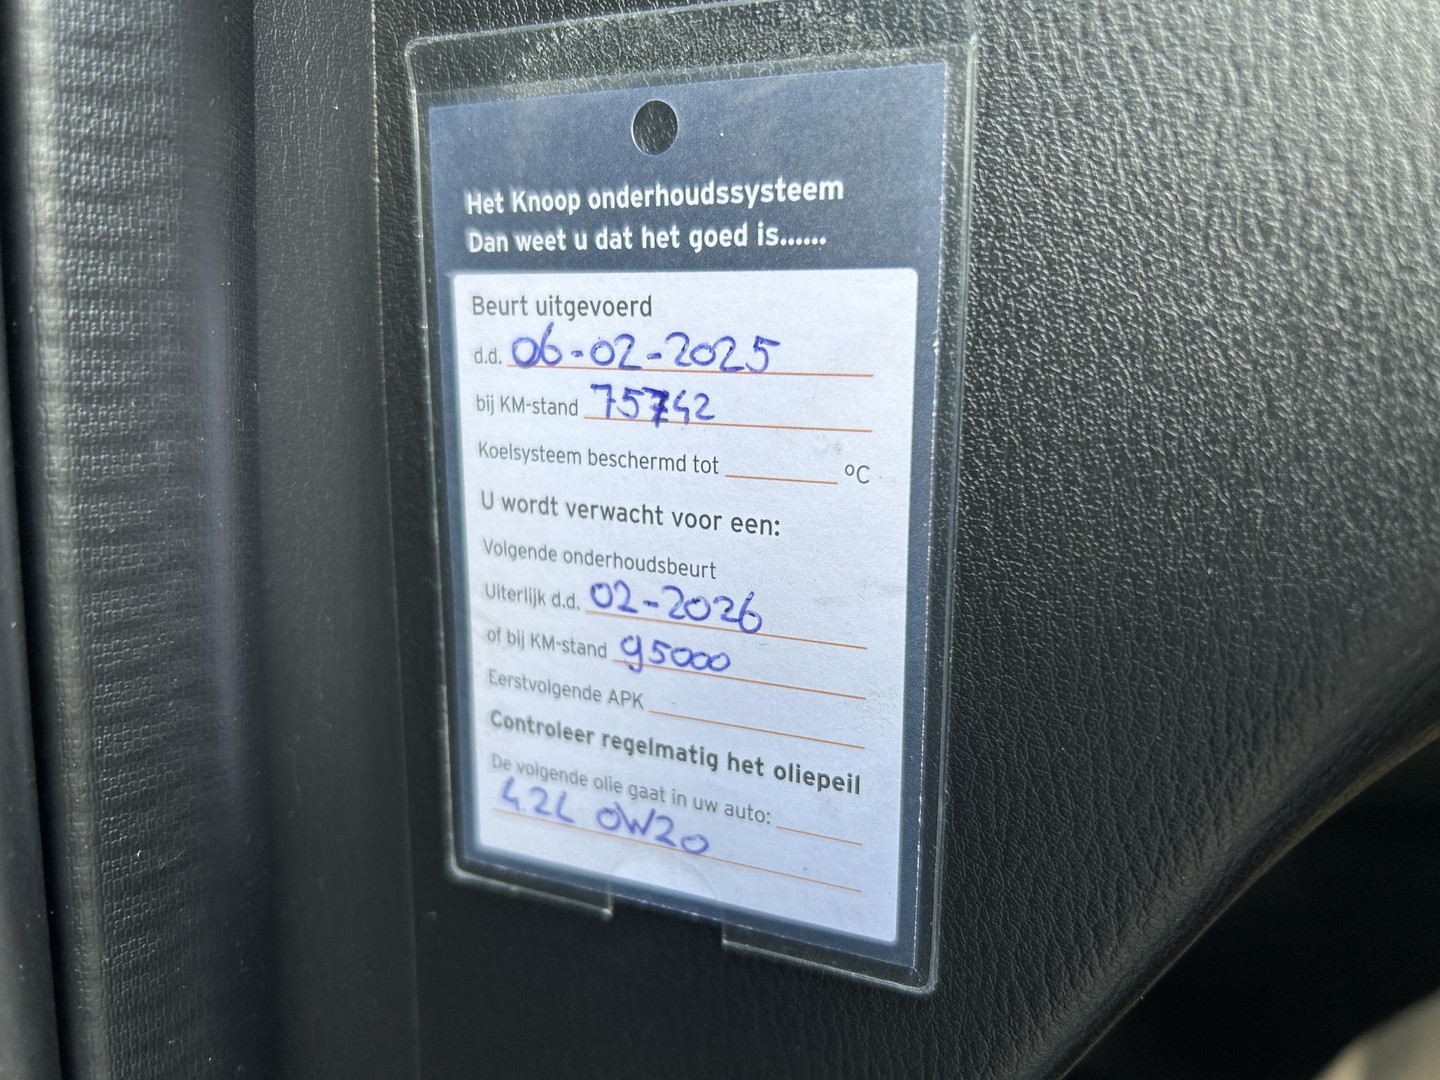 Het Knoop onderhoudssysteem
Dan weet u dat het goed is......
Beurt uitgevoerd
d.d. 06-02-2025
bij KM-stand 75742
Koelsysteem beschermd tot ºC
U wordt verwacht voor een:
Volgende onderhoudsbeurt
Uiterlijk d.d. 02-2026
of bij KM-stand 95000
Eerstvolgende APK
Controleer regelmatig het oliepeil
De volgende olie gaat in uw auto:
4.2L 0W20